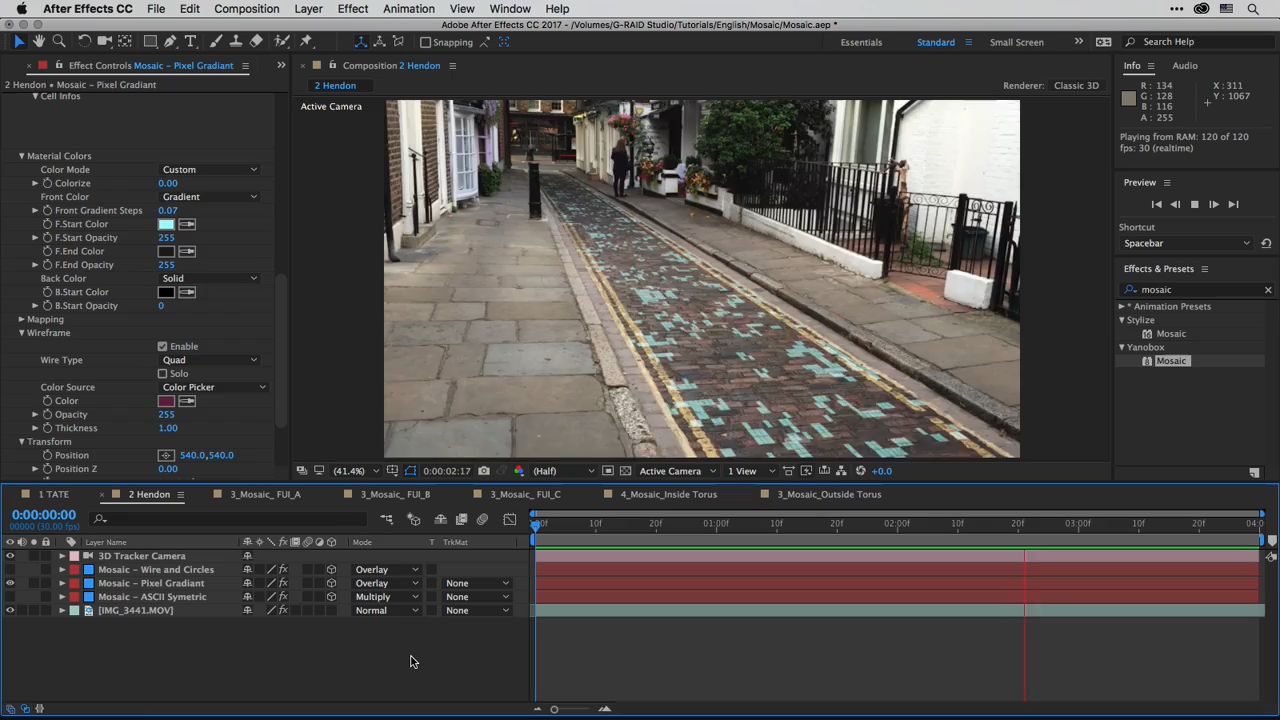 After Effects CC File Edit Composition Layer Effect Animation View Window Help
Adobe After Effects CC 2017 - /Volumes/G-RAID Studio/Tutorials/English/Mosaic/Mosaic.aep *
Snapping Essentials Standard Small Screen Search Help
Effect Controls Mosaic – Pixel Gradient
2 Hendon • Mosaic – Pixel Gradient
Cell Infos
Material Colors
Color Mode Custom
Colorize 0.00
Front Color Gradient
Front Gradient Steps 0.07
F.Start Color
F.Start Opacity 255
F.End Color
F.End Opacity 255
Back Color Solid
B.Start Color
B.Start Opacity 0
Mapping
Wireframe
Enable
Wire Type Quad
Solo
Color Source Color Picker
Color
Opacity 255
Thickness 1.00
Transform
Position 540.0,540.0
Position Z 0.00
Composition 2 Hendon
2 Hendon
Renderer: Classic 3D
Active Camera
(41.4%) 0:00:02:17 (Half) Active Camera 1 View +0.0
Info Audio
R : 134 X : 311
G : 128 Y : 1067
B : 116
A : 255
Playing from RAM: 120 of 120
fps: 30 (realtime)
Preview
Shortcut
Spacebar
Effects & Presets
mosaic
* Animation Presets
Stylize
Mosaic
Yanobox
Mosaic
1 TATE 2 Hendon 3_Mosaic_ FUI_A 3_Mosaic_ FUI_B 3_Mosaic_ FUI_C 4_Mosaic_Inside Torus 3_Mosaic_Outside Torus
0:00:00:00
00000 (30.00 fps)
:00f 10f 20f 01:00f 10f 20f 02:00f 10f 20f 03:00f 10f 20f 04:0
Layer Name Mode T TrkMat
3D Tracker Camera
Mosaic – Wire and Circles Overlay
Mosaic – Pixel Gradient Overlay None
Mosaic – ASCII Symetric Multiply None
[IMG_3441.MOV] Normal None